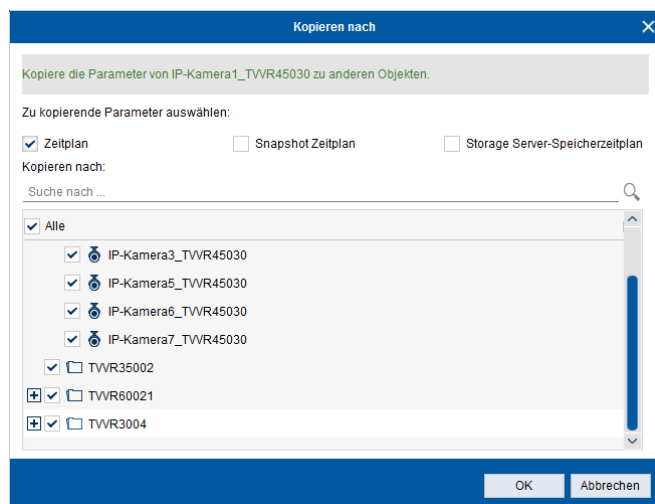 Kopieren nach
Kopiere die Parameter von IP-Kamera1_TVVR45030 zu anderen Objekten.
Zu kopierende Parameter auswählen:
Zeitplan Snapshot Zeitplan Storage Server-Speicherzeitplan
Kopieren nach:
Suche nach ...
Alle
IP-Kamera3_TVVR45030
IP-Kamera5_TVVR45030
IP-Kamera6_TVVR45030
IP-Kamera7_TVVR45030
TVVR35002
TVVR60021
TVVR3004
OK Abbrechen